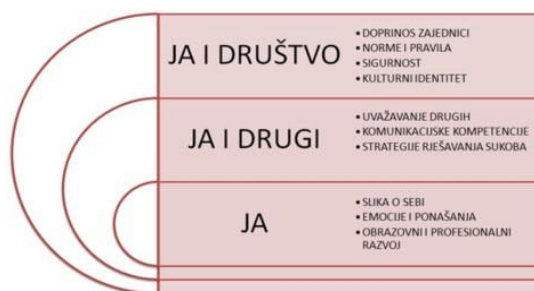 JA I DRUŠTVO
• DOPRINOS ZAJEDNICI
• NORME I PRAVILA
• SIGURNOST
• KULTURNI IDENTITET
JA I DRUGI
• UVAŽAVANJE DRUGIH
• KOMUNIKACIJSKE KOMPETENCIJE
• STRATEGIJE RJEŠAVANJA SUKOBA
JA
• SLIKA O SEBI
• EMOCIJE I PONAŠANJA
• OBRAZOVNI I PROFESIONALNI
RAZVOJ